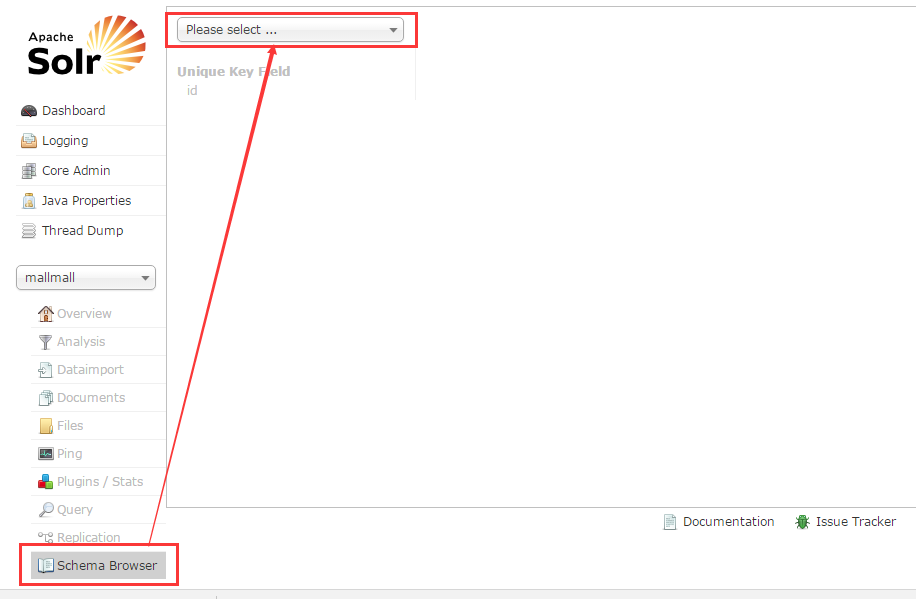 Apache
Solr
Dashboard
Logging
Core Admin
Java Properties
Thread Dump
mallmall
Overview
Analysis
Dataimport
Documents
Files
Ping
Plugins / Stats
Query
Replication
Schema Browser
Please select ...
Unique Key Field
id
Documentation
Issue Tracker